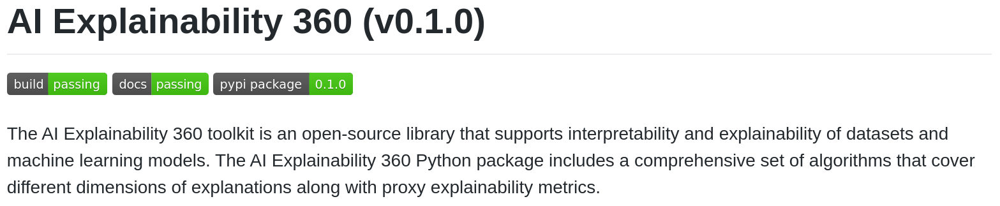 AI Explainability 360 (v0.1.0)
build passing docs passing pypi package 0.1.0
The AI Explainability 360 toolkit is an open-source library that supports interpretability and explainability of datasets and
machine learning models. The AI Explainability 360 Python package includes a comprehensive set of algorithms that cover
different dimensions of explanations along with proxy explainability metrics.